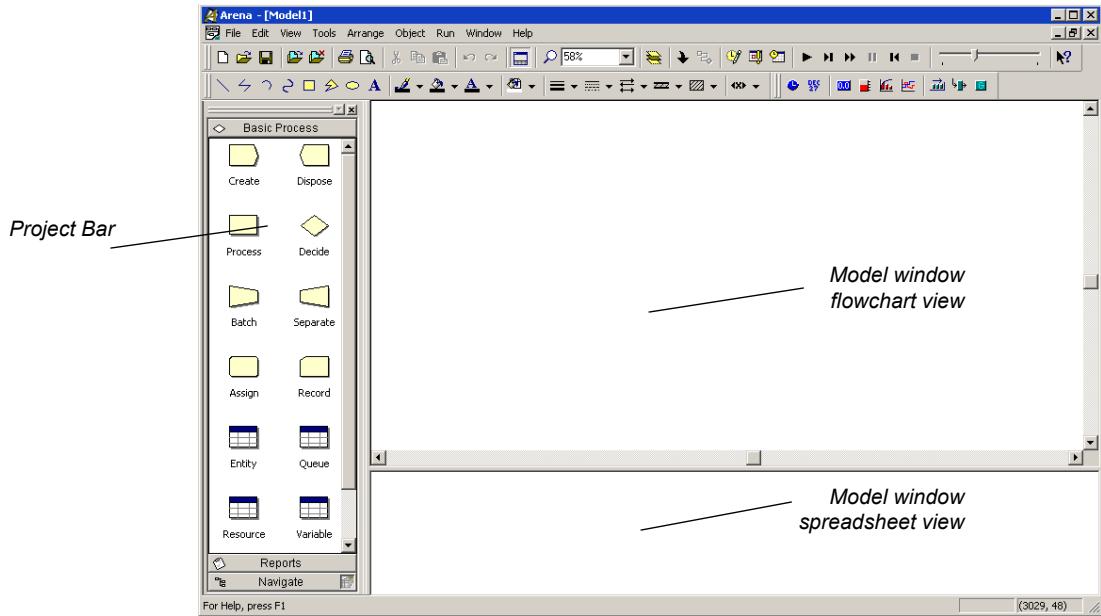 Arena - [Model1]
File Edit View Tools Arrange Object Run Window Help
58%
A A
Basic Process
Create Dispose
Project Bar
Process Decide
Model window
flowchart view
Batch Separate
Assign Record
Entity Queue
Model window
spreadsheet view
Resource Variable
Reports
Navigate
For Help, press F1
(3029, 48)